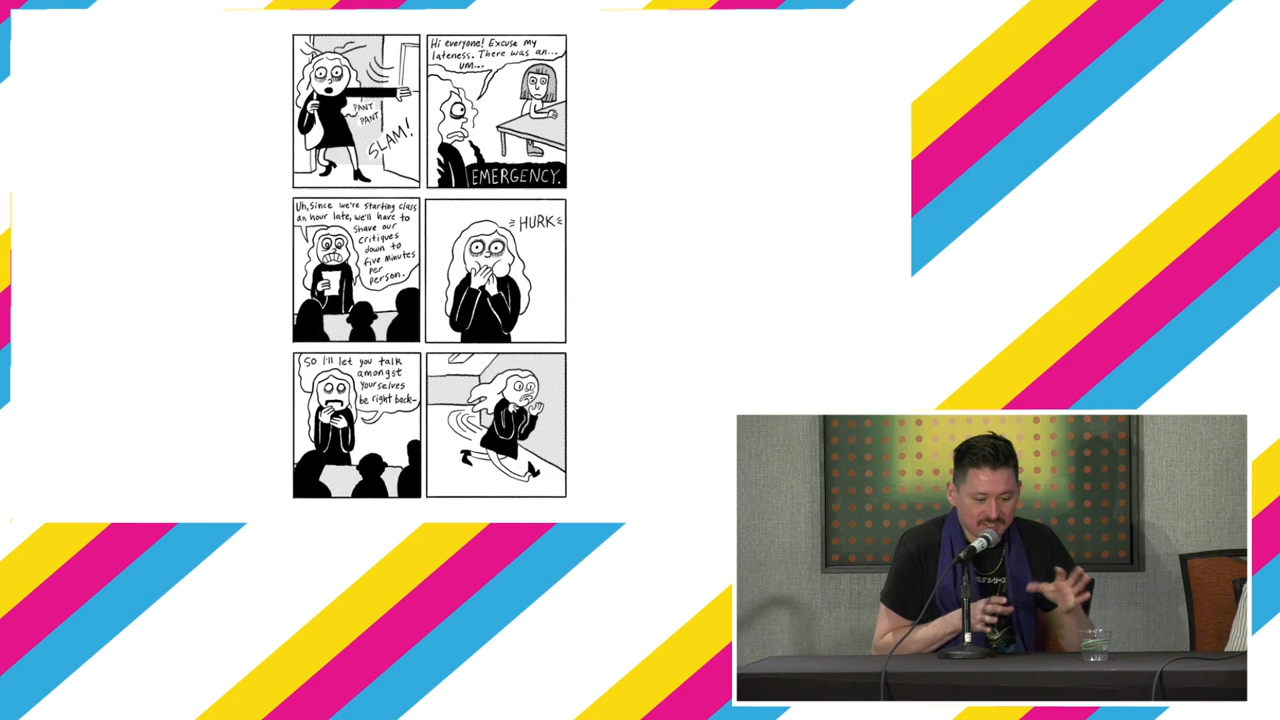 PANT
PANT
SLAM!
Hi everyone! Excuse my
lateness. There was an...
um...
EMERGENCY.
Uh, Since we're starting class
an hour late, we'll have to
shave our
critiques
down to
five minutes
per
person.
HURK
So I'll let you talk
amongst
yourselves
be right back—